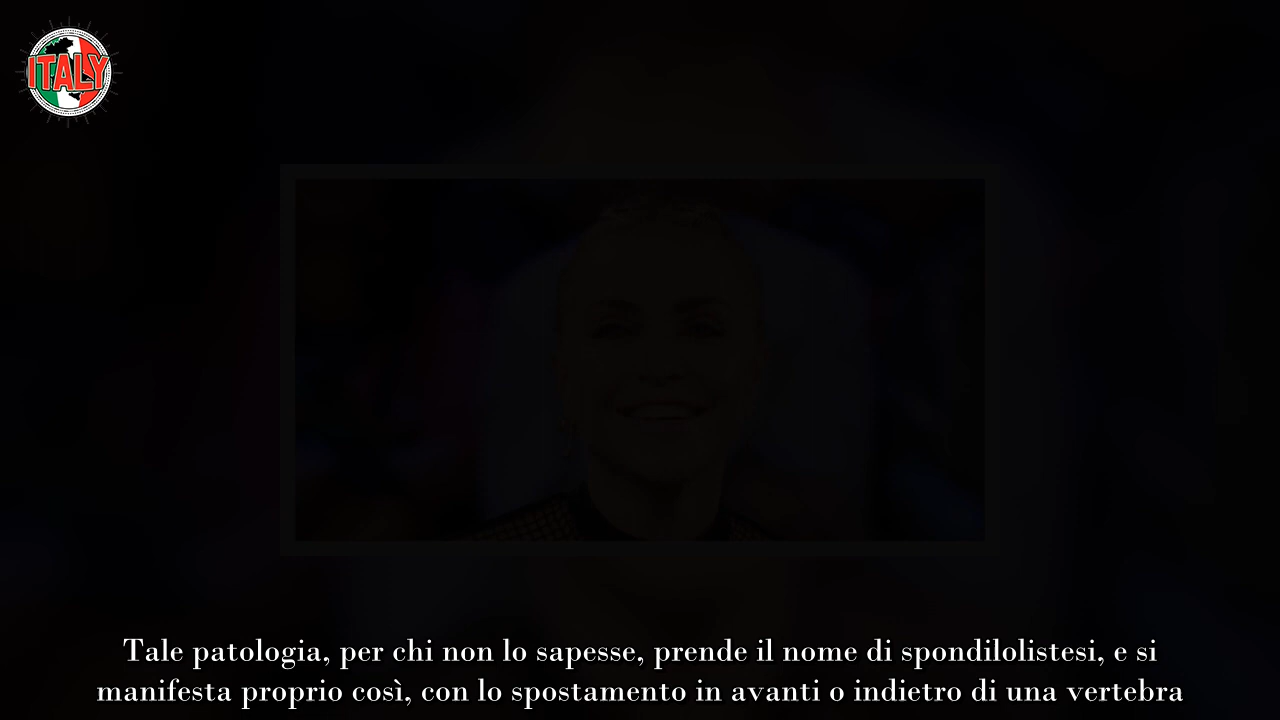 ITALY
Tale patologia, per chi non lo sapesse, prende il nome di spondilolistesi, e si
manifesta proprio così, con lo spostamento in avanti o indietro di una vertebra